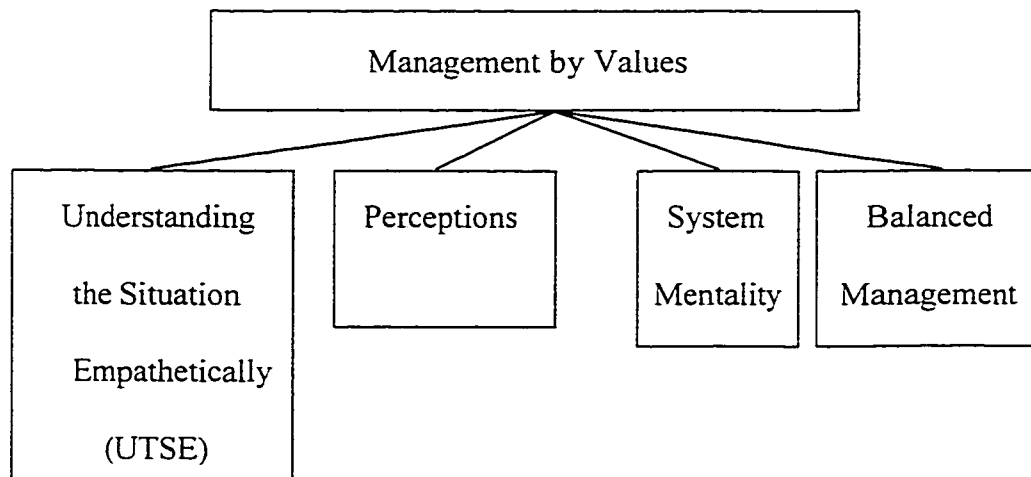 Management by Values
Understanding
the Situation
Empathetically
(UTSE)
Perceptions
System
Mentality
Balanced
Management